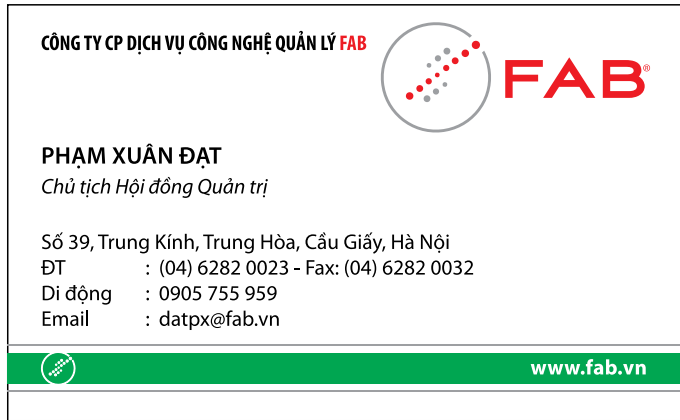 CÔNG TY CP DỊCH VỤ CÔNG NGHỆ QUẢN LÝ FAB
FAB®
PHẠM XUÂN ĐẠT
Chủ tịch Hội đồng Quản trị
Số 39, Trung Kính, Trung Hòa, Cầu Giấy, Hà Nội
ĐT : (04) 6282 0023 - Fax: (04) 6282 0032
Di động : 0905 755 959
Email : datpx@fab.vn
www.fab.vn